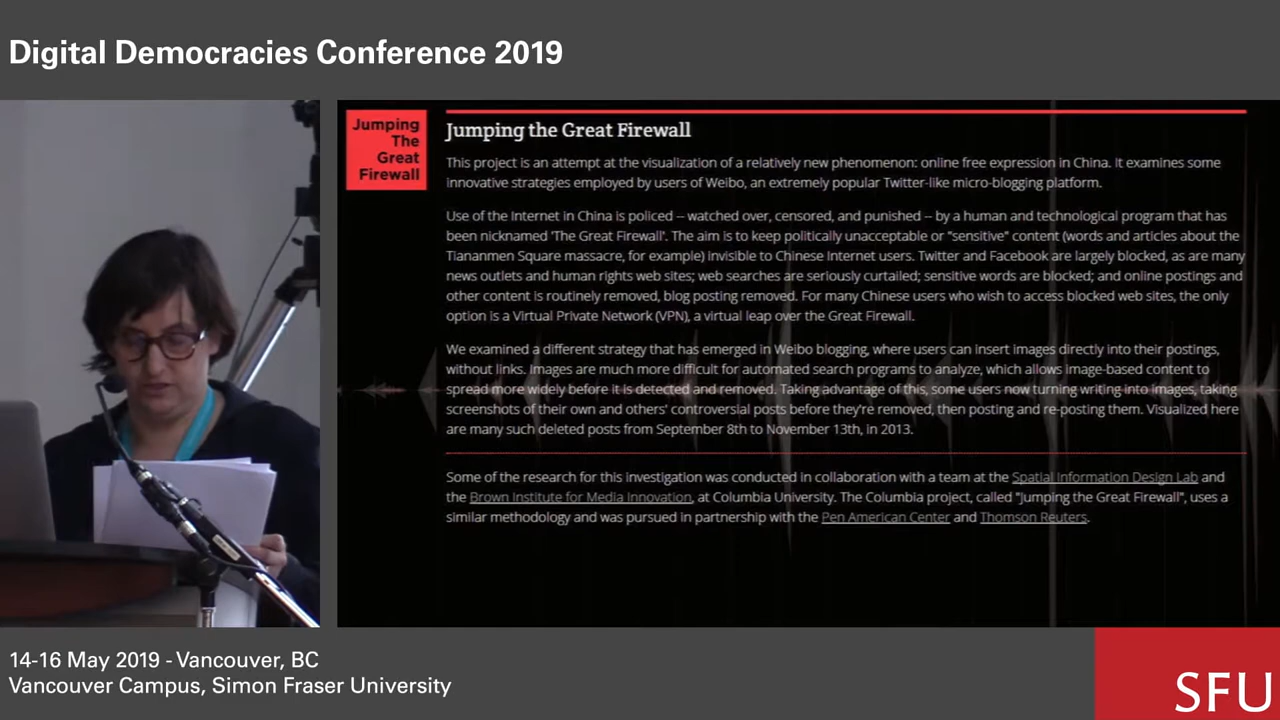 Digital Democracies Conference 2019
Jumping
The
Great
Firewall
Jumping the Great Firewall
This project is an attempt at the visualization of a relatively new phenomenon: online free expression in China. It examines some
innovative strategies employed by users of Weibo, an extremely popular Twitter-like micro-blogging platform.
Use of the Internet in China is policed -- watched over, censored, and punished -- by a human and technological program that has
been nicknamed 'The Great Firewall'. The aim is to keep politically unacceptable or "sensitive" content (words and articles about the
Tiananmen Square massacre, for example) invisible to Chinese Internet users. Twitter and Facebook are largely blocked, as are many
news outlets and human rights web sites; web searches are seriously curtailed; sensitive words are blocked; and online postings and
other content is routinely removed, blog posting removed. For many Chinese users who wish to access blocked web sites, the only
option is a Virtual Private Network (VPN), a virtual leap over the Great Firewall.
We examined a different strategy that has emerged in Weibo blogging, where users can insert images directly into their postings,
without links. Images are much more difficult for automated search programs to analyze, which allows image-based content to
spread more widely before it is detected and removed. Taking advantage of this, some users now turning writing into images, taking
screenshots of their own and others' controversial posts before they're removed, then posting and re-posting them. Visualized here
are many such deleted posts from September 8th to November 13th, in 2013.
Some of the research for this investigation was conducted in collaboration with a team at the Spatial Information Design Lab and
the Brown Institute for Media Innovation, at Columbia University. The Columbia project, called "Jumping the Great Firewall", uses a
similar methodology and was pursued in partnership with the Pen American Center and Thomson Reuters.
14-16 May 2019 - Vancouver, BC
Vancouver Campus, Simon Fraser University
SFU